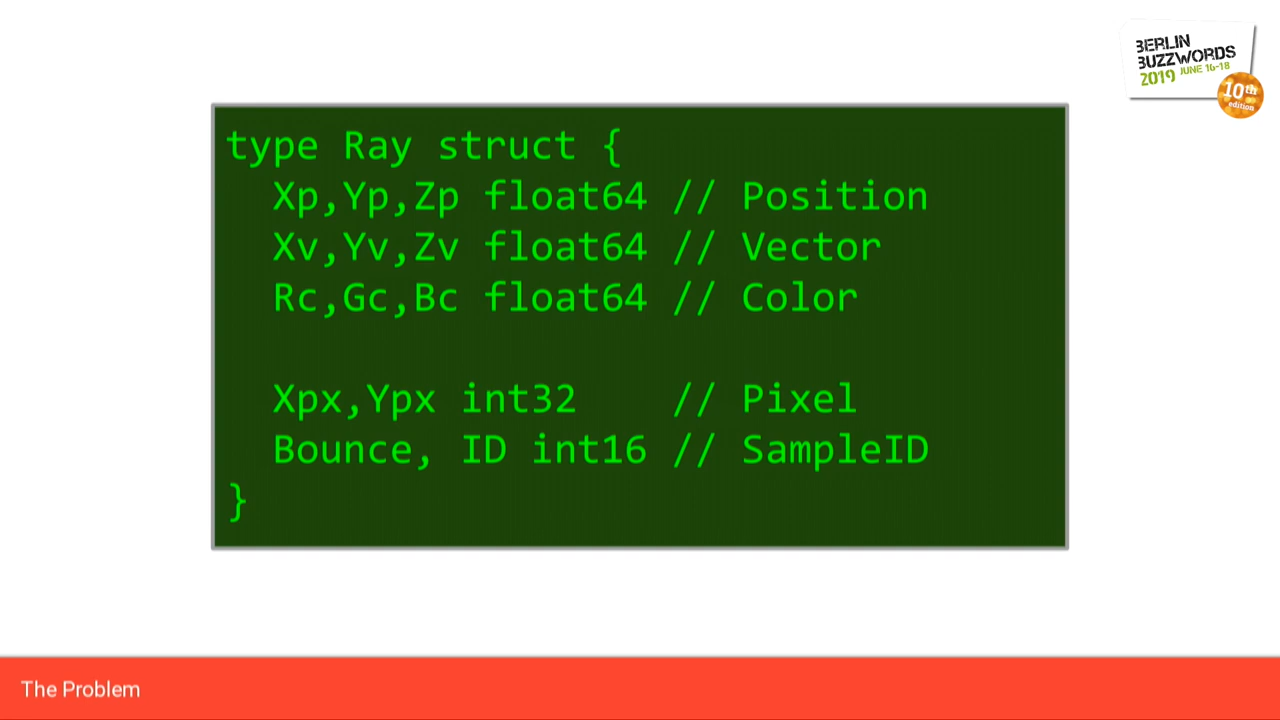 BERLIN
BUZZWORDS
2019 JUNE 16-18
10th
edition
type Ray struct {
  Xp,Yp,Zp float64 // Position
  Xv,Yv,Zv float64 // Vector
  Rc,Gc,Bc float64 // Color
  Xpx,Ypx int32    // Pixel
  Bounce, ID int16 // SampleID
}
The Problem